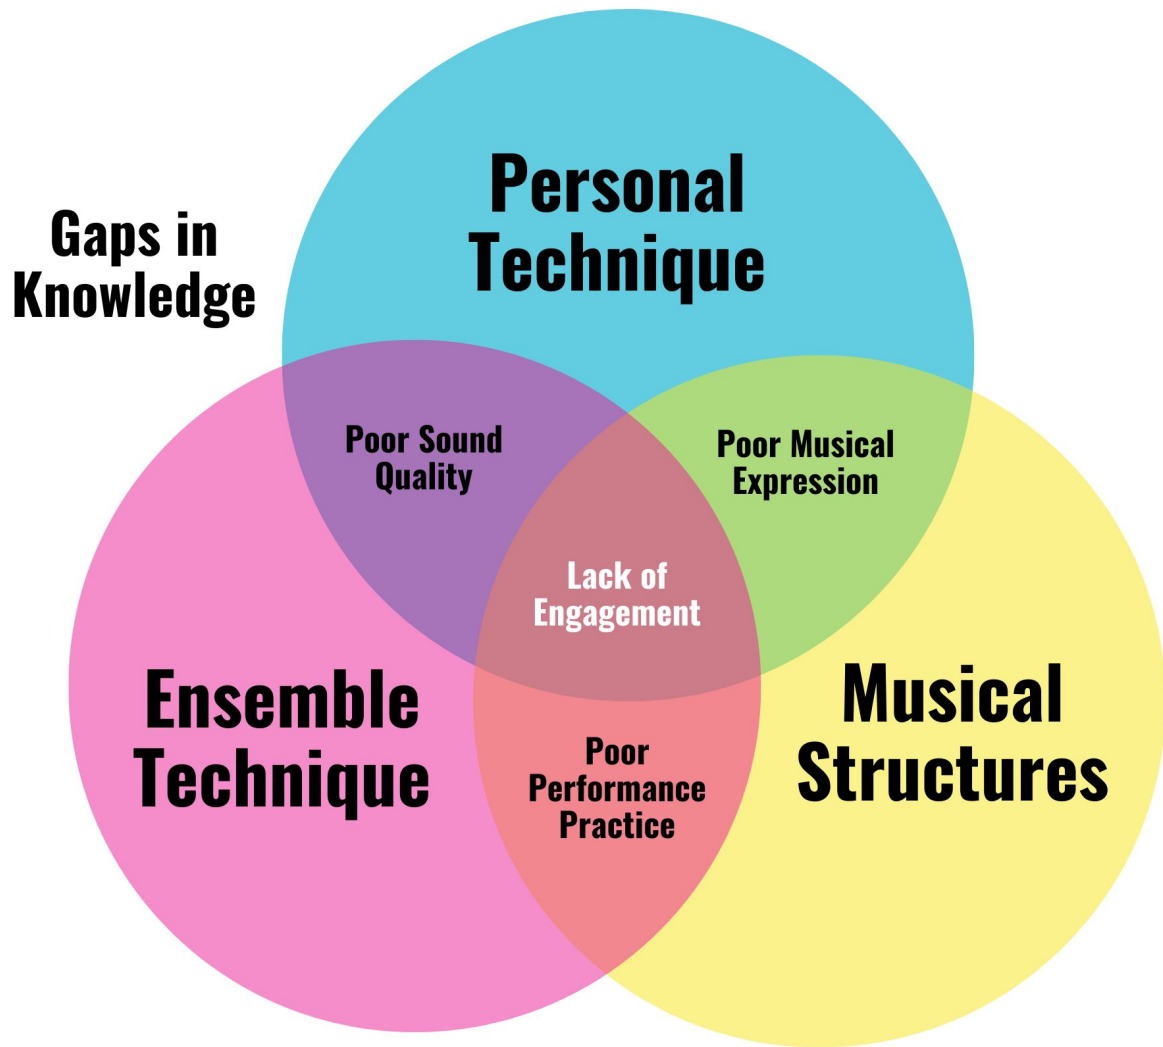 Personal
Technique
Gaps in
Knowledge
Poor Sound
Quality
Poor Musical
Expression
Lack of
Engagement
Ensemble
Technique
Musical
Structures
Poor
Performance
Practice